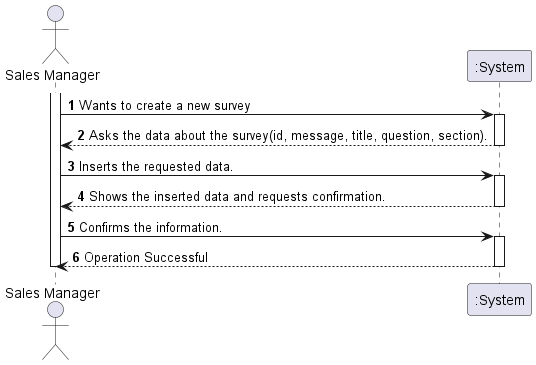 Sales Manager
:System
1 Wants to create a new survey
2 Asks the data about the survey(id, message, title, question, section).
3 Inserts the requested data.
4 Shows the inserted data and requests confirmation.
5 Confirms the information.
6 Operation Successful
Sales Manager
:System